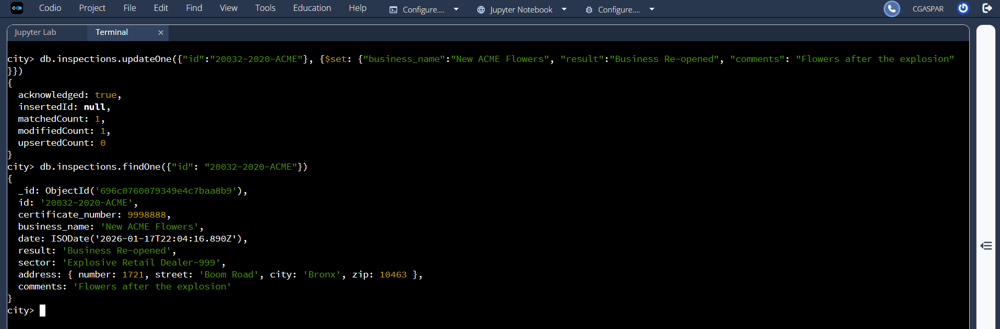 Codio Project File Edit Find View Tools Education Help Configure.... Jupyter Notebook Configure.... CGASPAR
Jupyter Lab Terminal ×
city> db.inspections.updateOne({"id":"20032-2020-ACME"}, {$set: {"business_name":"New ACME Flowers", "result":"Business Re-opened", "comments": "Flowers after the explosion"
}})
{
  acknowledged: true,
  insertedId: null,
  matchedCount: 1,
  modifiedCount: 1,
  upsertedCount: 0
}
city> db.inspections.findOne({"id": "20032-2020-ACME"})
{
  _id: ObjectId('696c0760079349e4c7baa8b9'),
  id: '20032-2020-ACME',
  certificate_number: 9998888,
  business_name: 'New ACME Flowers',
  date: ISODate('2026-01-17T22:04:16.890Z'),
  result: 'Business Re-opened',
  sector: 'Explosive Retail Dealer-999',
  address: { number: 1721, street: 'Boom Road', city: 'Bronx', zip: 10463 },
  comments: 'Flowers after the explosion'
}
city>